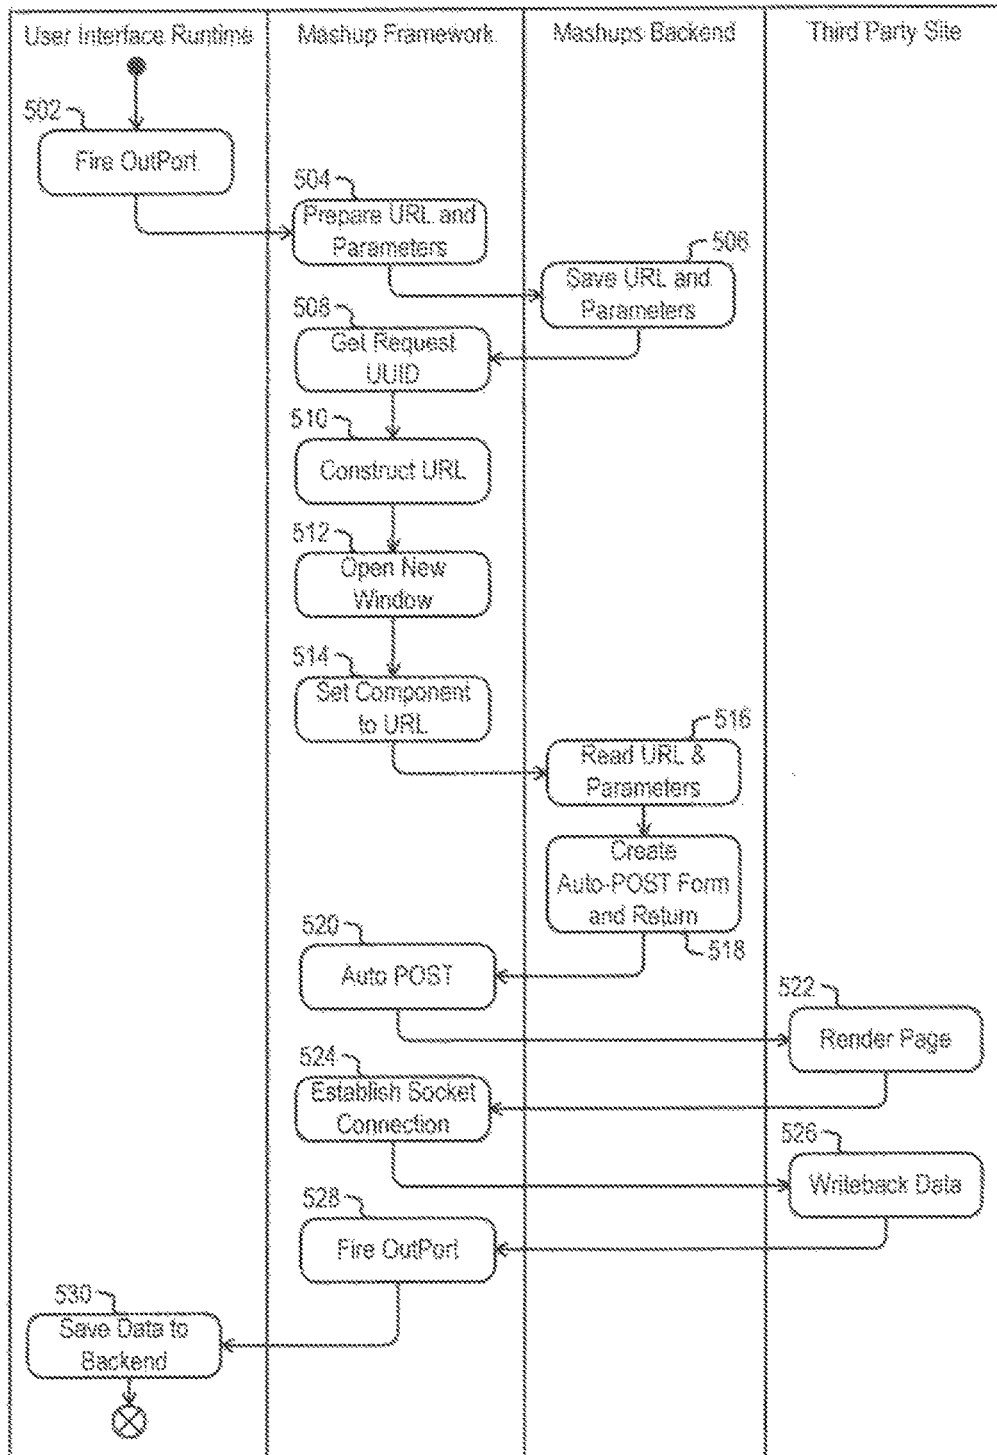 User Interface Runtime
Mashup Framework
Mashups Backend
Third Party Site
502
Fire OutPort
504
Prepare URL and
Parameters
506
Save URL and
Parameters
508
Get Request
UUID
510
Construct URL
512
Open New
Window
514
Set Component
to URL
516
Read URL &
Parameters
Create
Auto-POST Form
and Return
518
520
Auto POST
522
Render Page
524
Establish Socket
Connection
526
Writeback Data
528
Fire OutPort
530
Save Data to
Backend